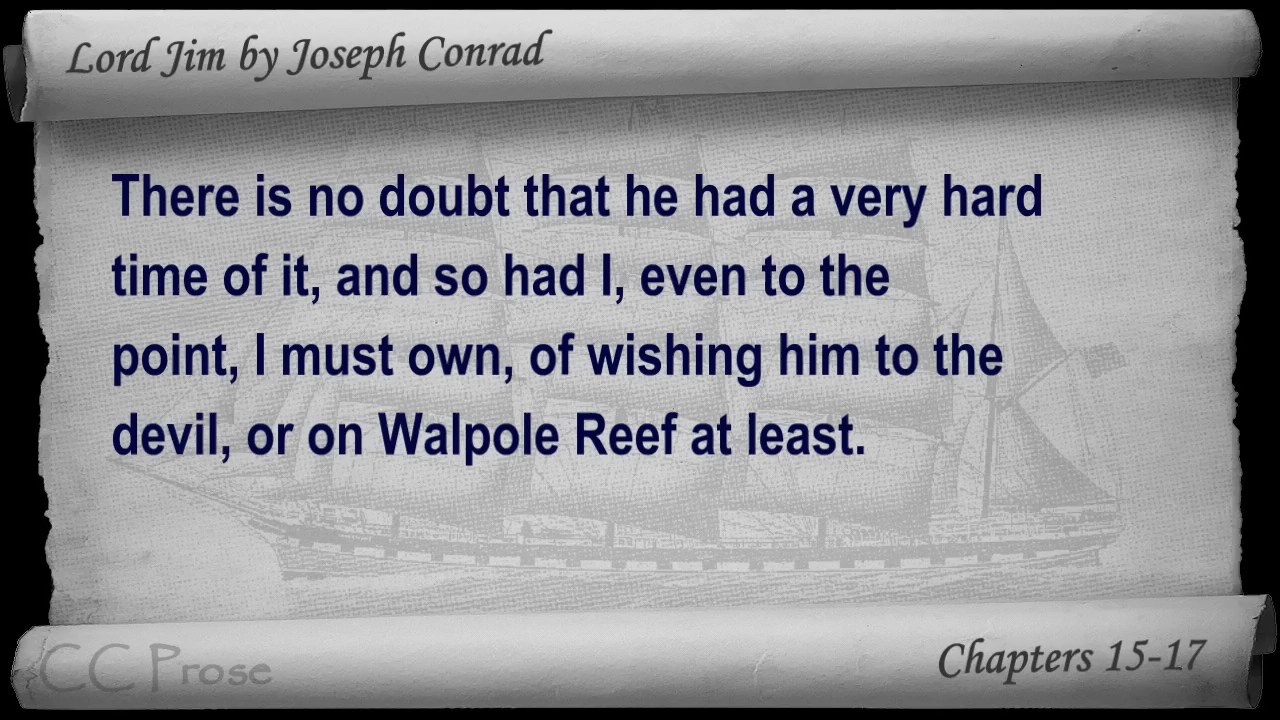 Lord Jim by Joseph Conrad
There is no doubt that he had a very hard
time of it, and so had I, even to the
point, I must own, of wishing him to the
devil, or on Walpole Reef at least.
CC Prose
Chapters 15-17